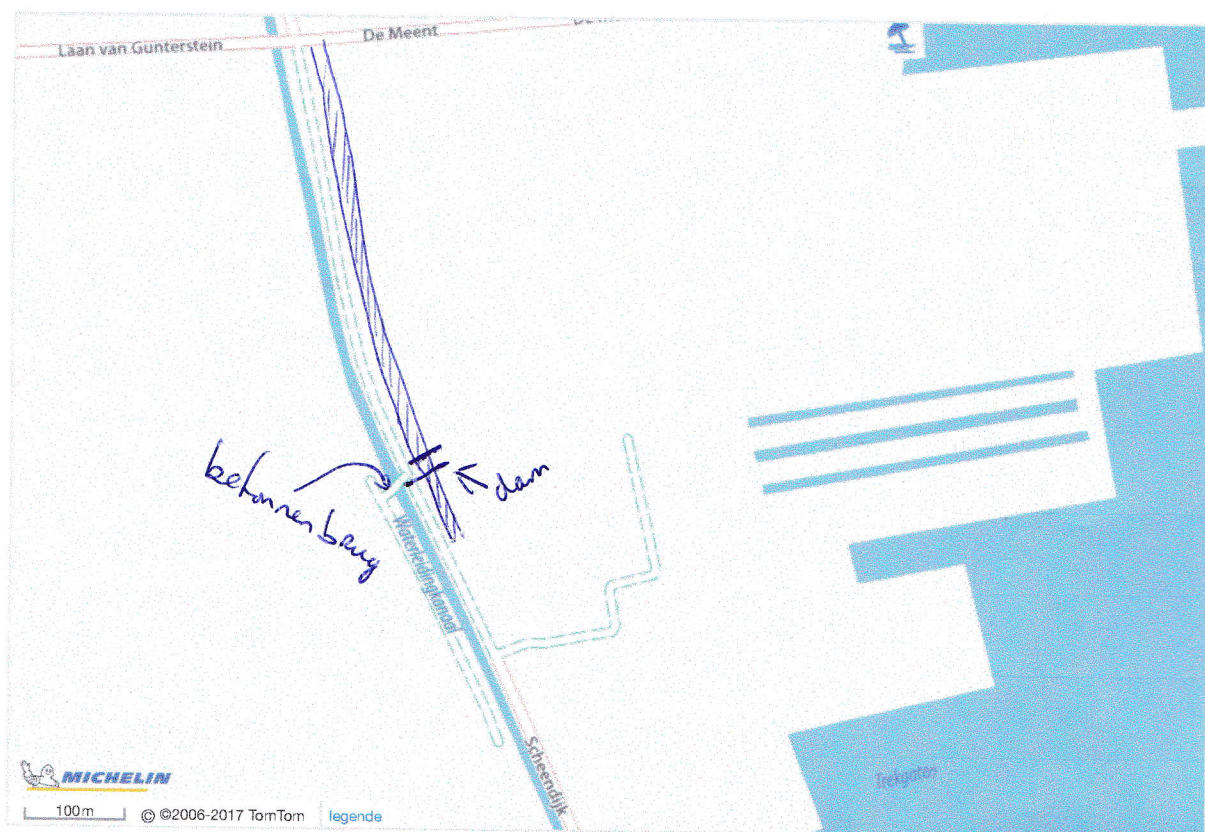 Laan van Gunterstein
De Meent
betonnen brug
dam
Waterleidingkanaal
Scheendijk
Trekgaten
MICHELIN
100 m
© ©2006-2017 TomTom
legende